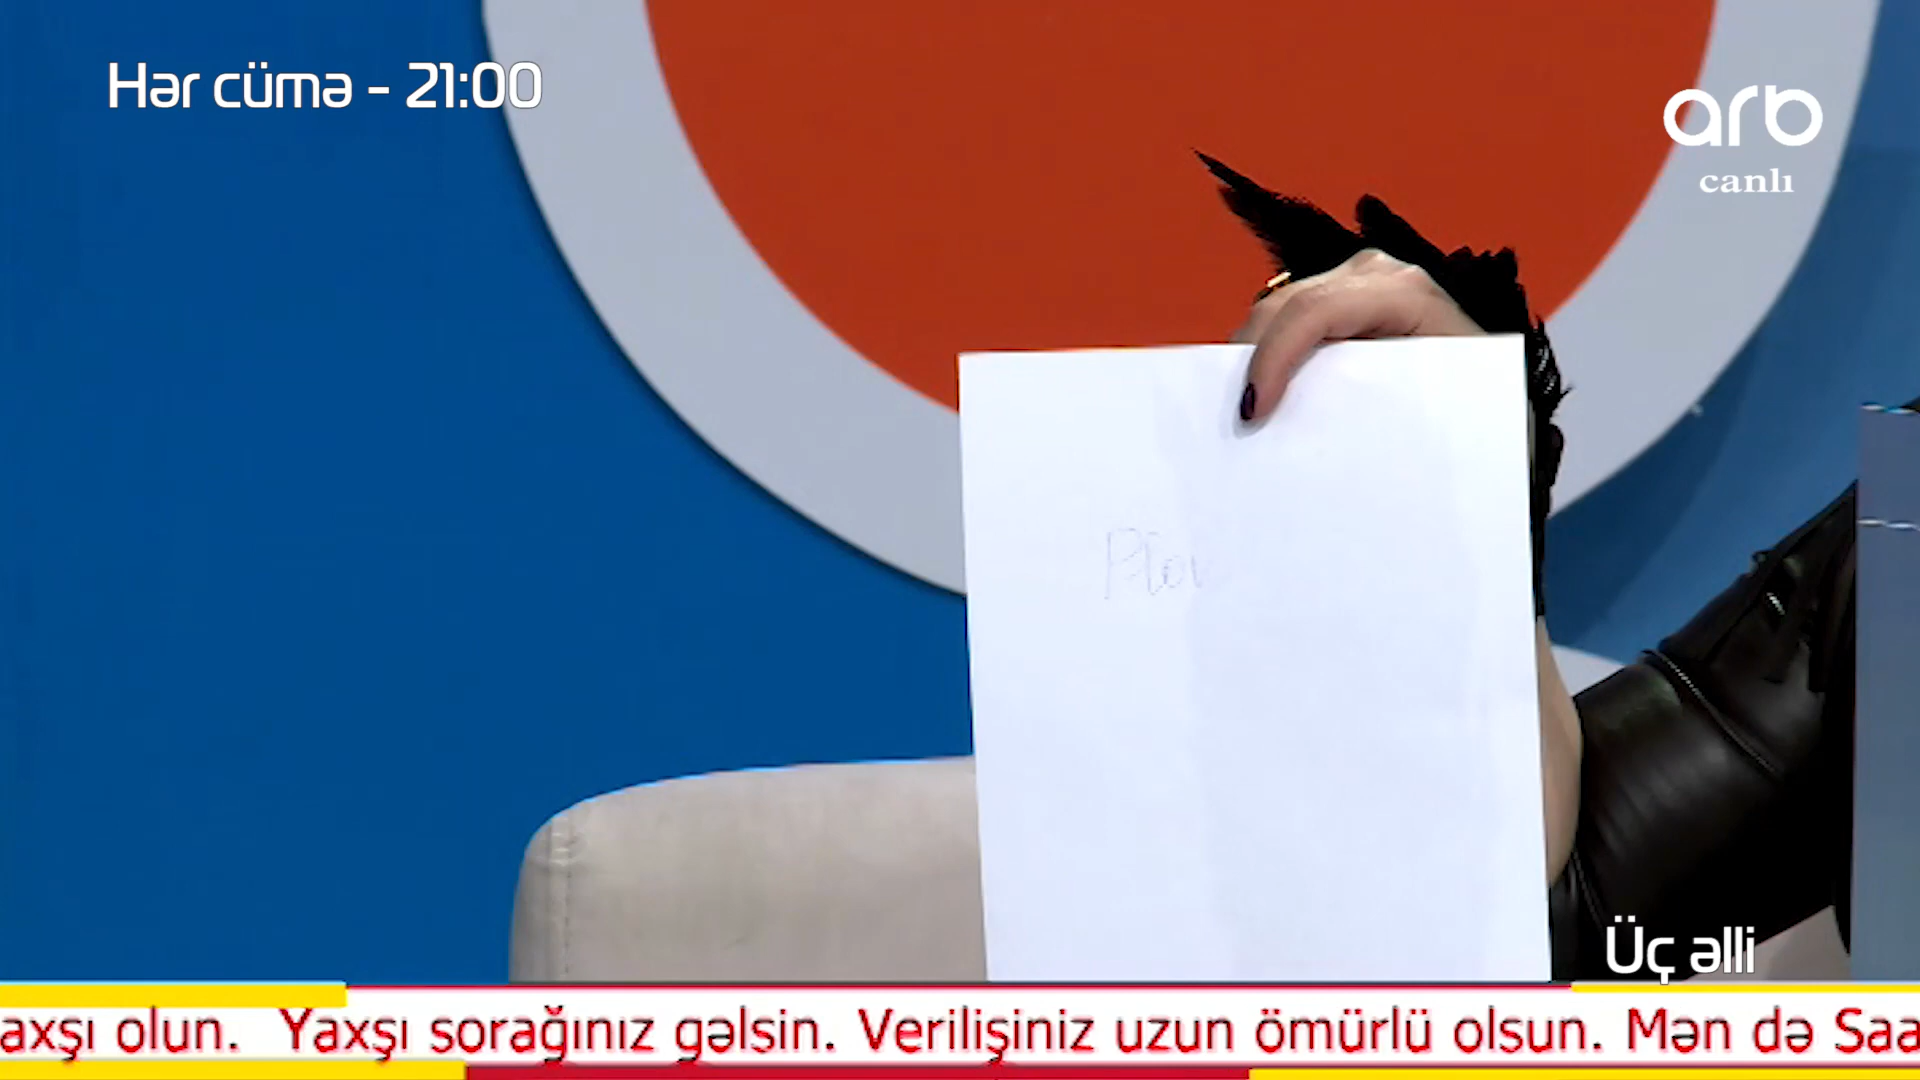 Hər cümə - 21:00
arb
canlı
Plov
Üç əlli
axşı olun. Yaxşı sorağınız gəlsin. Verilişiniz uzun ömürlü olsun. Mən də Saa